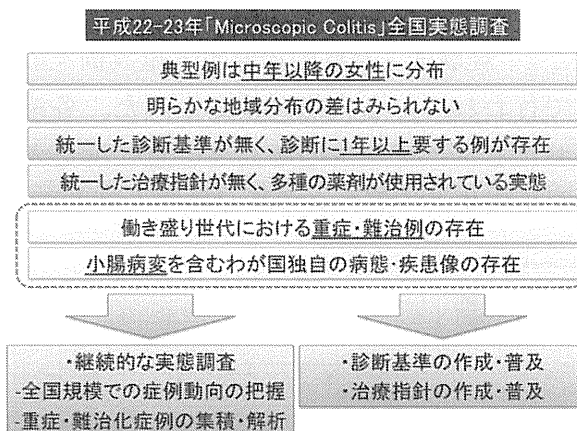 平成22-23年「Microscopic Colitis」全国実態調査
典型例は中年以降の女性に分布
明らかな地域分布の差はみられない
統一した診断基準が無く、診断に1年以上要する例が存在
統一した治療指針が無く、多種の薬剤が使用されている実態
働き盛り世代における重症・難治例の存在
小腸病変を含むわが国独自の病態・疾患像の存在
・継続的な実態調査
-全国規模での症例動向の把握
-重症・難治化症例の集積・解析
・診断基準の作成・普及
・治療指針の作成・普及